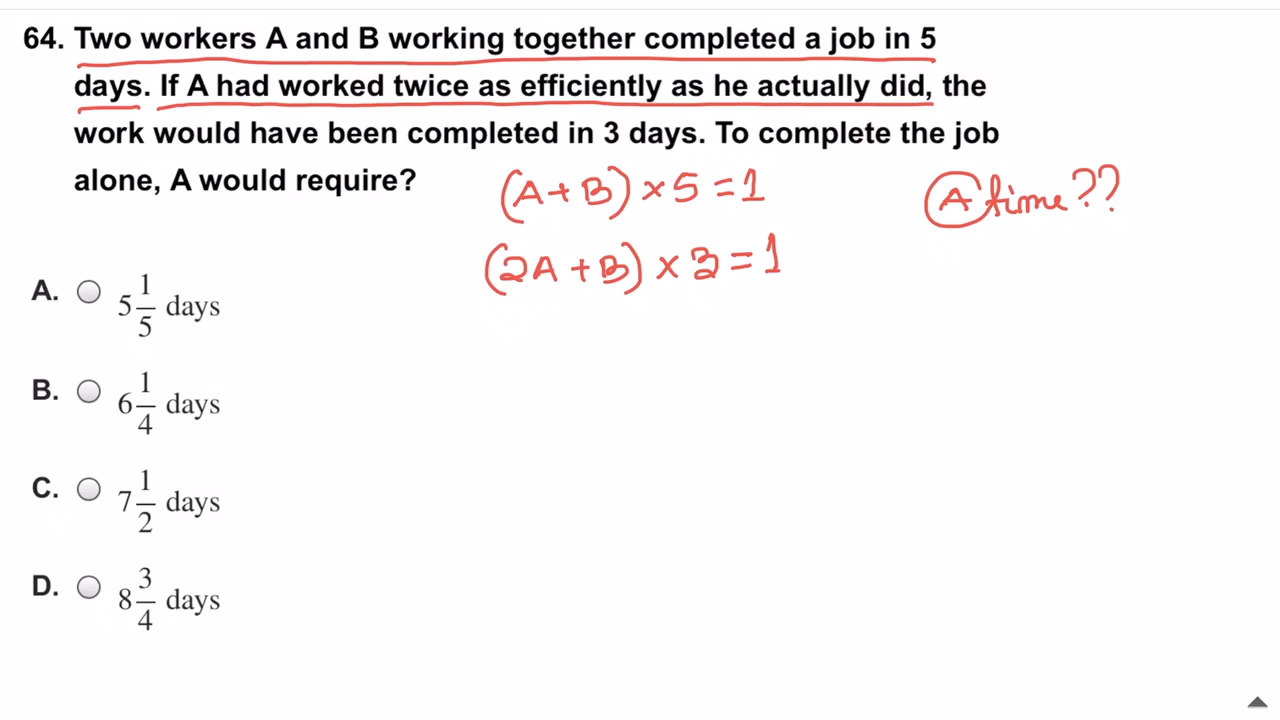 64. Two workers A and B working together completed a job in 5
days. If A had worked twice as efficiently as he actually did, the
work would have been completed in 3 days. To complete the job
alone, A would require?
(A+B)×5=1
A time??
(2A+B)×3=1
A. 5 1/5 days
B. 6 1/4 days
C. 7 1/2 days
D. 8 3/4 days